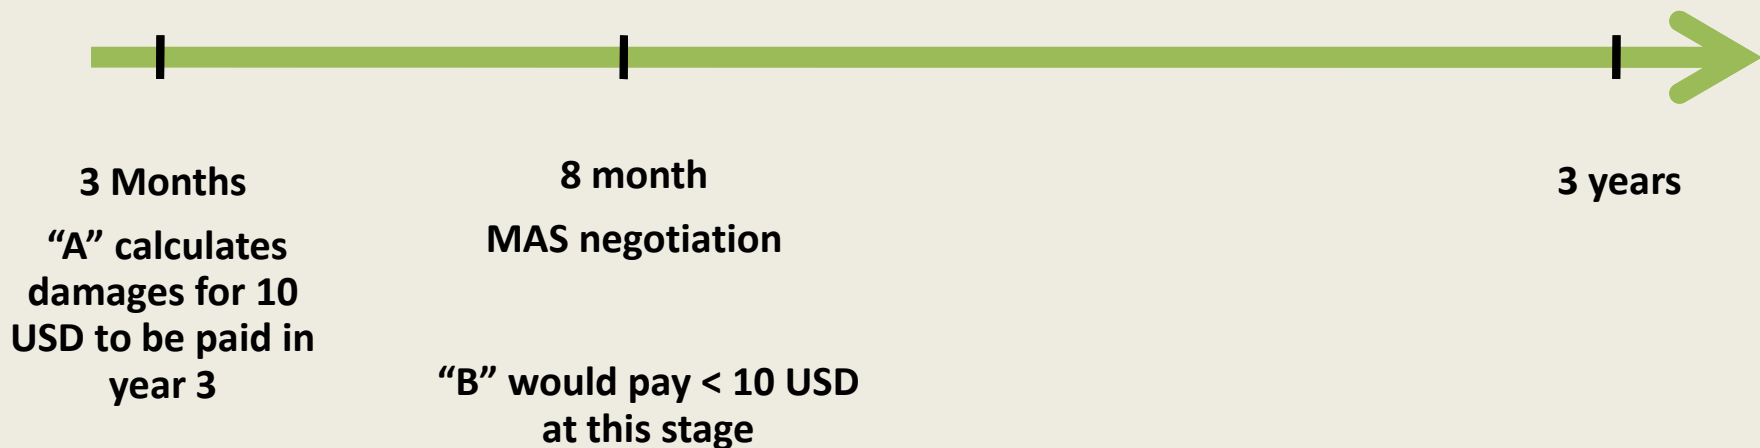 3 Months
“A” calculates
damages for 10
USD to be paid in
year 3
8 month
MAS negotiation
“B” would pay < 10 USD
at this stage
3 years